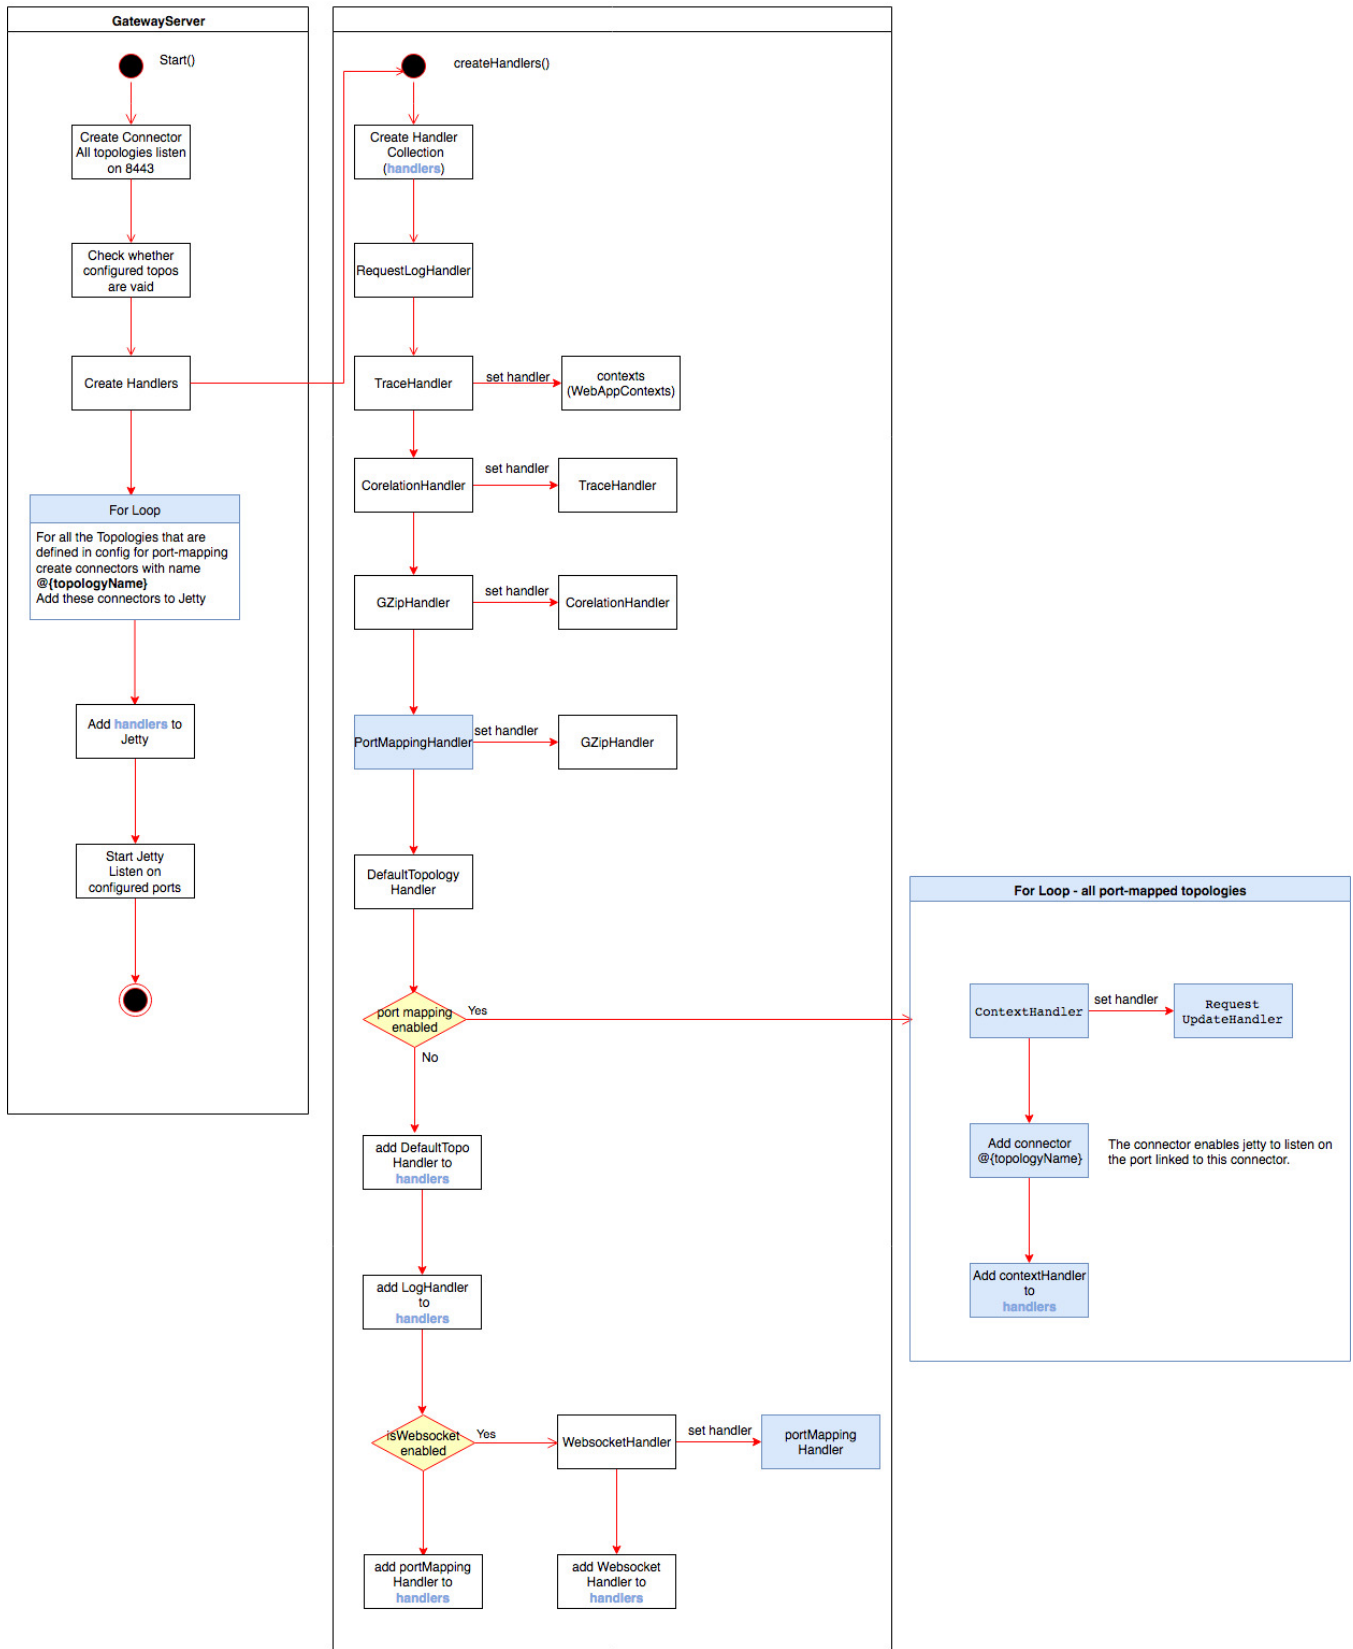 GatewayServer
Start()
Create Connector
All topologies listen
on 8443
Check whether
configured topos
are vaid
Create Handlers
For Loop
For all the Topologies that are
defined in config for port-mapping
create connectors with name
@{topologyName}
Add these connectors to Jetty
Add handlers to
Jetty
Start Jetty
Listen on
configured ports
createHandlers()
Create Handler
Collection
(handlers)
RequestLogHandler
TraceHandler
set handler
contexts
(WebAppContexts)
CorelationHandler
set handler
TraceHandler
GZipHandler
set handler
CorelationHandler
PortMappingHandler
set handler
GZipHandler
DefaultTopology
Handler
port mapping
enabled
Yes
No
add DefaultTopo
Handler to
handlers
add LogHandler
to
handlers
isWebsocket
enabled
Yes
WebsocketHandler
set handler
portMapping
Handler
add portMapping
Handler to
handlers
add Websocket
Handler to
handlers
For Loop - all port-mapped topologies
ContextHandler
set handler
Request
UpdateHandler
Add connector
@{topologyName}
The connector enables jetty to listen on
the port linked to this connector.
Add contextHandler
to
handlers